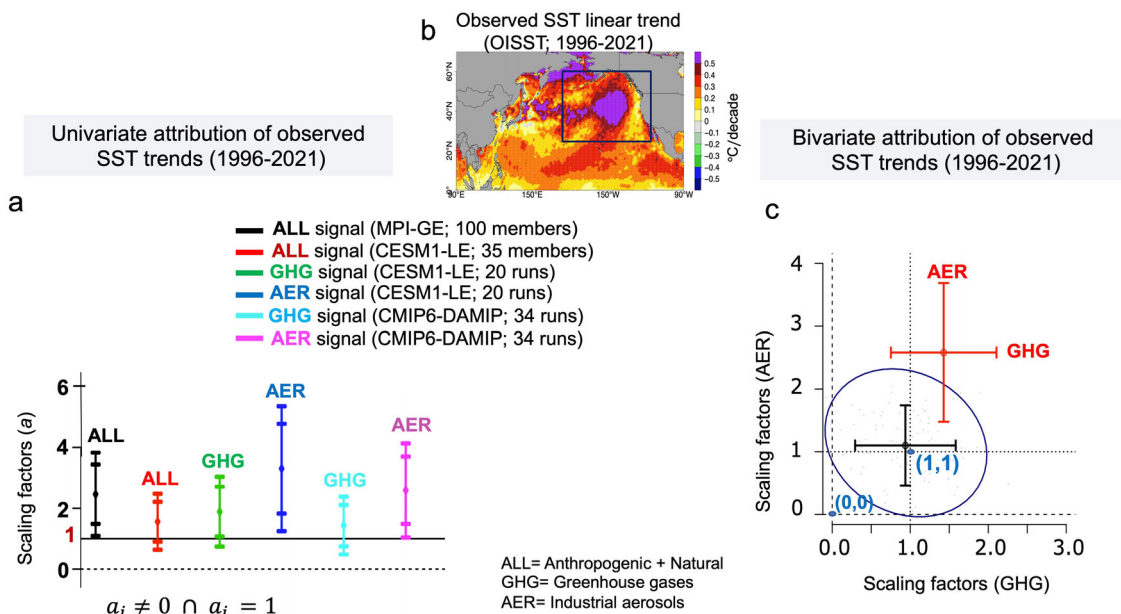 b
Observed SST linear trend
(OISST; 1996-2021)
60°N
40°N
20°N
0°
90°E
150°E
150°W
90°W
0.5
0.4
0.3
0.2
0.1
0
-0.1
-0.2
-0.3
-0.4
-0.5
°C/decade
Univariate attribution of observed
SST trends (1996-2021)
Bivariate attribution of observed
SST trends (1996-2021)
a
ALL signal (MPI-GE; 100 members)
ALL signal (CESM1-LE; 35 members)
GHG signal (CESM1-LE; 20 runs)
AER signal (CESM1-LE; 20 runs)
GHG signal (CMIP6-DAMIP; 34 runs)
AER signal (CMIP6-DAMIP; 34 runs)
Scaling factors (a)
6
4
2
1
0
ALL
ALL
GHG
AER
GHG
AER
a_i ≠ 0 ∩ a_i = 1
ALL= Anthropogenic + Natural
GHG= Greenhouse gases
AER= Industrial aerosols
c
Scaling factors (AER)
4
3
2
1
0
AER
GHG
(1,1)
(0,0)
0.0
1.0
2.0
3.0
Scaling factors (GHG)